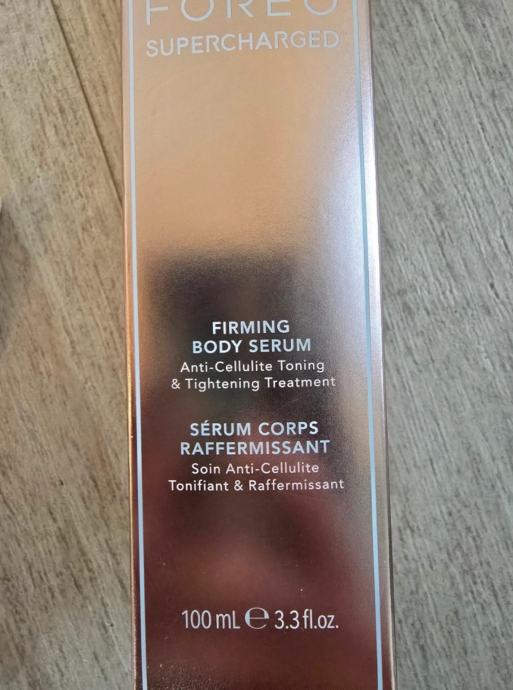 FOREO
SUPERCHARGED
FIRMING
BODY SERUM
Anti-Cellulite Toning
& Tightening Treatment
SÉRUM CORPS
RAFFERMISSANT
Soin Anti-Cellulite
Tonifiant & Raffermissant
100 mL ℮ 3.3 fl.oz.